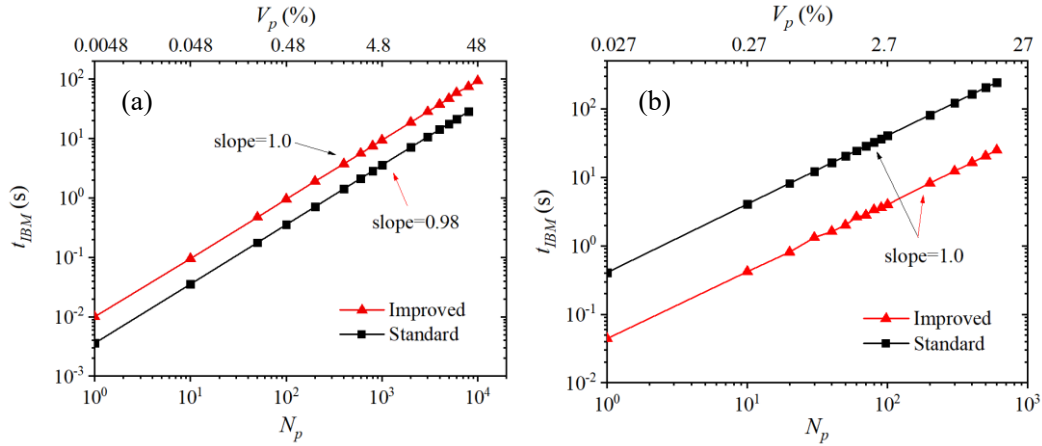 V_p (%)
0.0048 0.048 0.48 4.8 48
(a)
slope=1.0
slope=0.98
Improved
Standard
t_IBM (s)
10^2
10^1
10^0
10^-1
10^-2
10^-3
10^0 10^1 10^2 10^3 10^4
N_p
V_p (%)
0.027 0.27 2.7 27
(b)
slope=1.0
Improved
Standard
t_IBM (s)
10^2
10^1
10^0
10^-1
10^-2
10^0 10^1 10^2 10^3
N_p